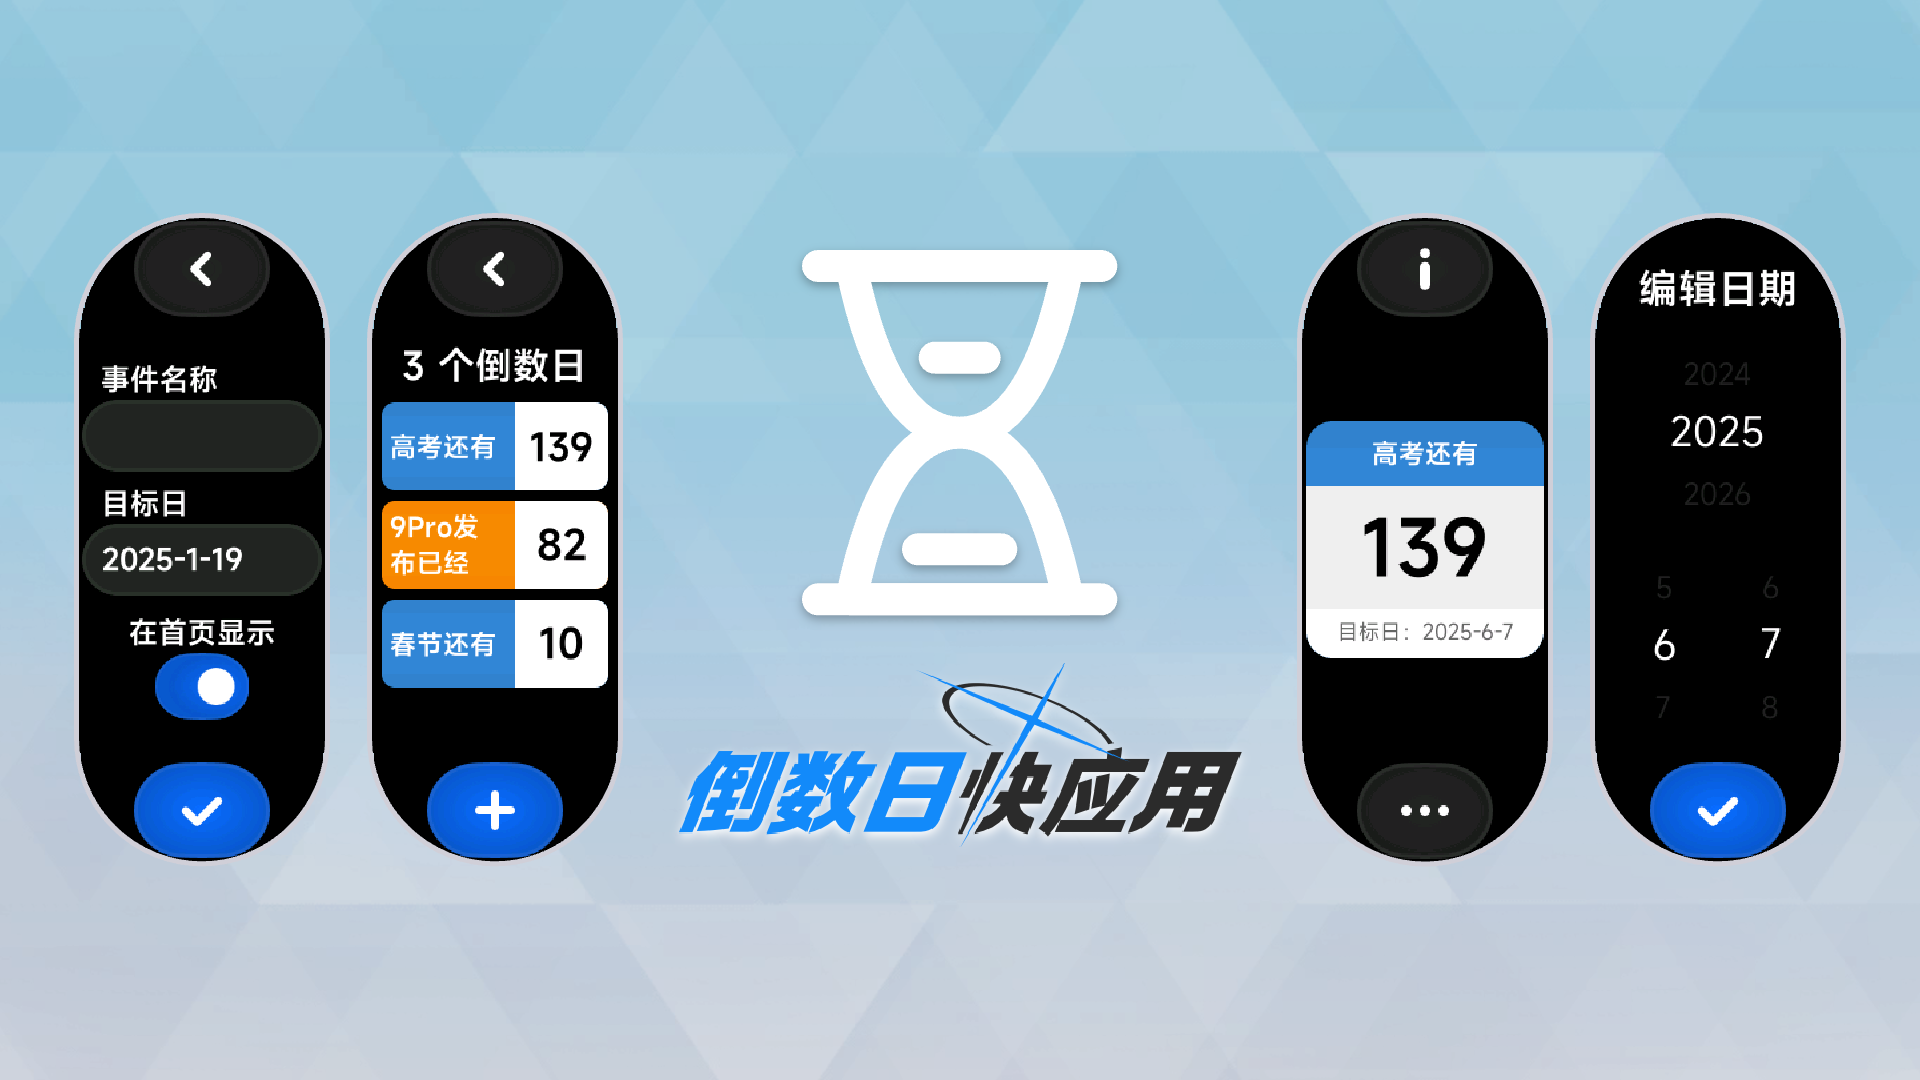 事件名称
目标日
2025-1-19
在首页显示
3 个倒数日
高考还有
139
9Pro发
布已经
82
春节还有
10
倒数日快应用
高考还有
139
目标日：2025-6-7
编辑日期
2024
2025
2026
5 6
6 7
7 8